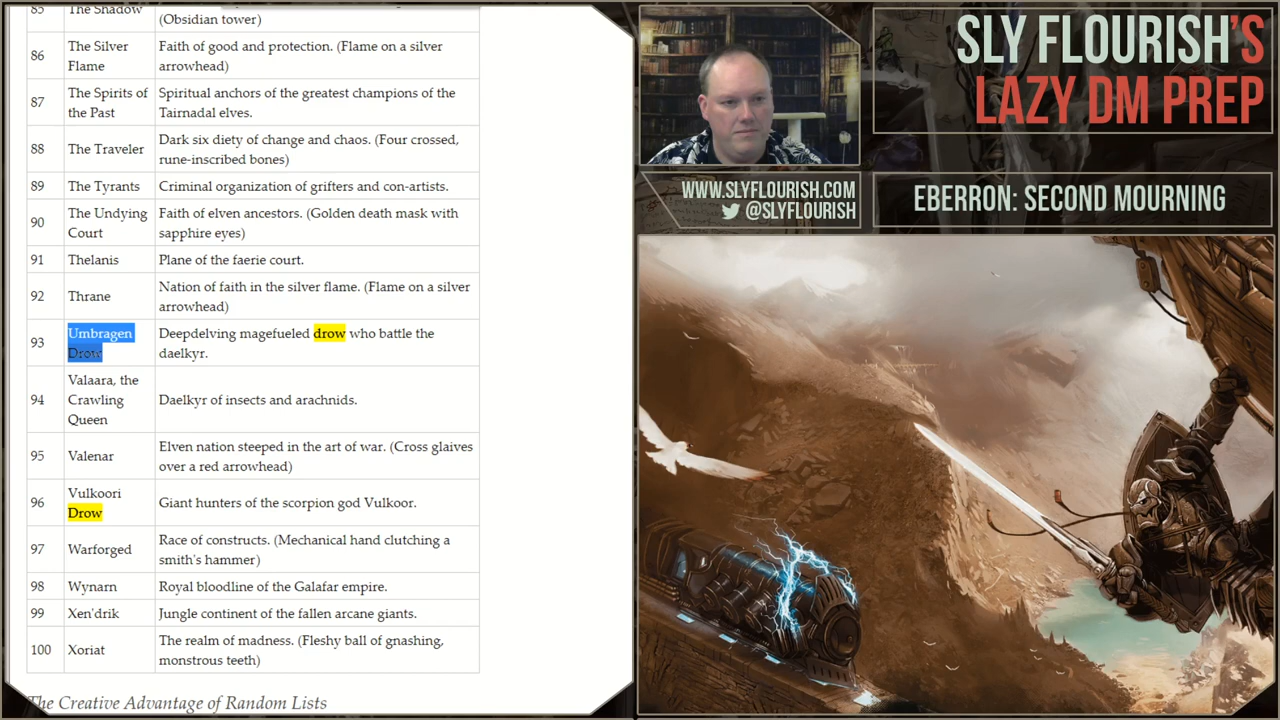 85 The Shadow
(Obsidian tower)
86 The Silver Flame
Faith of good and protection. (Flame on a silver arrowhead)
87 The Spirits of the Past
Spiritual anchors of the greatest champions of the Tairnadal elves.
88 The Traveler
Dark six diety of change and chaos. (Four crossed, rune-inscribed bones)
89 The Tyrants
Criminal organization of grifters and con-artists.
90 The Undying Court
Faith of elven ancestors. (Golden death mask with sapphire eyes)
91 Thelanis
Plane of the faerie court.
92 Thrane
Nation of faith in the silver flame. (Flame on a silver arrowhead)
93 Umbragen Drow
Deepdelving magefueled drow who battle the daelkyr.
94 Valaara, the Crawling Queen
Daelkyr of insects and arachnids.
95 Valenar
Elven nation steeped in the art of war. (Cross glaives over a red arrowhead)
96 Vulkoori Drow
Giant hunters of the scorpion god Vulkoor.
97 Warforged
Race of constructs. (Mechanical hand clutching a smith's hammer)
98 Wynarn
Royal bloodline of the Galafar empire.
99 Xen'drik
Jungle continent of the fallen arcane giants.
100 Xoriat
The realm of madness. (Fleshy ball of gnashing, monstrous teeth)
The Creative Advantage of Random Lists
SLY FLOURISH'S
LAZY DM PREP
WWW.SLYFLOURISH.COM
@SLYFLOURISH
EBERRON: SECOND MOURNING